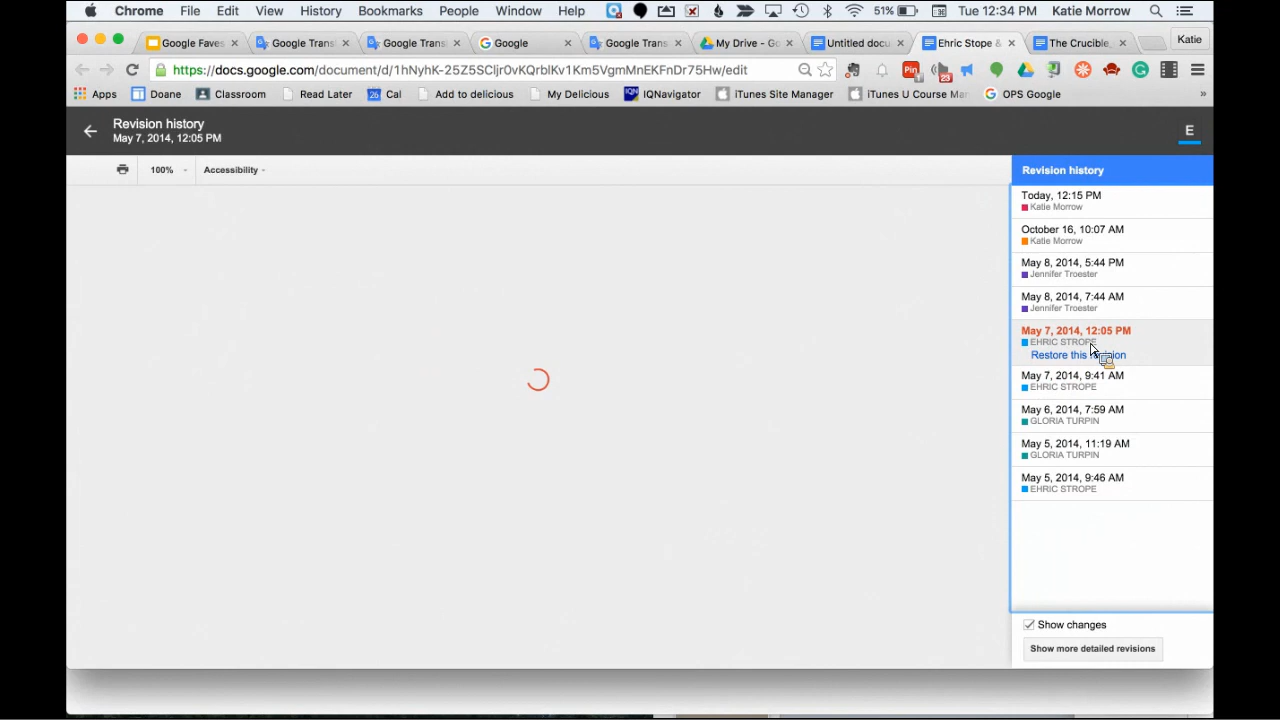 Chrome File Edit View History Bookmarks People Window Help 51% Tue 12:34 PM Katie Morrow
Google Faves Google Trans Google Trans Google Google Trans My Drive - Go Untitled docu Ehric Stope & The Crucible Katie
https://docs.google.com/document/d/1hNyhK-25Z5SCljr0vKQrblKv1Km5VgmMnEKFnDr75Hw/edit Pin 1 23
Apps Doane Classroom Read Later 26 Cal Add to delicious My Delicious IQN IQNavigator iTunes Site Manager iTunes U Course Man OPS Google »
Revision history
May 7, 2014, 12:05 PM
E
100% Accessibility
Revision history
Today, 12:15 PM
Katie Morrow
October 16, 10:07 AM
Katie Morrow
May 8, 2014, 5:44 PM
Jennifer Troester
May 8, 2014, 7:44 AM
Jennifer Troester
May 7, 2014, 12:05 PM
EHRIC STROPE
Restore this
May 7, 2014, 9:41 AM
EHRIC STROPE
May 6, 2014, 7:59 AM
GLORIA TURPIN
May 5, 2014, 11:19 AM
GLORIA TURPIN
May 5, 2014, 9:46 AM
EHRIC STROPE
Show changes
Show more detailed revisions